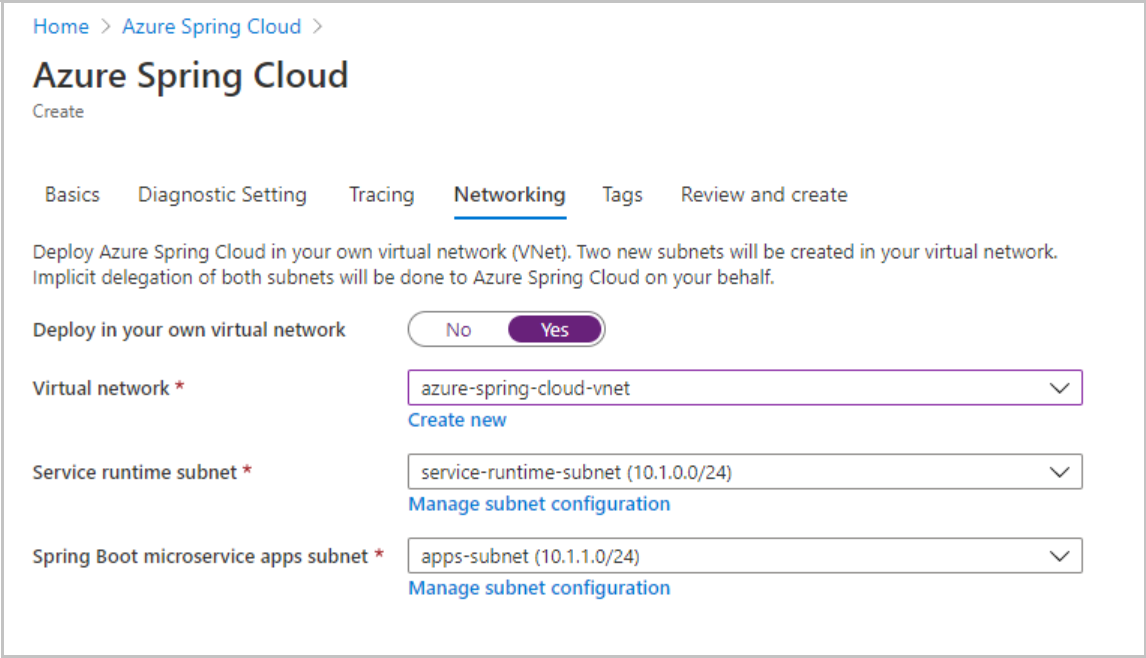 Home > Azure Spring Cloud >
Azure Spring Cloud
Create
Basics Diagnostic Setting Tracing Networking Tags Review and create
Deploy Azure Spring Cloud in your own virtual network (VNet). Two new subnets will be created in your virtual network.
Implicit delegation of both subnets will be done to Azure Spring Cloud on your behalf.
Deploy in your own virtual network No Yes
Virtual network * azure-spring-cloud-vnet
Create new
Service runtime subnet * service-runtime-subnet (10.1.0.0/24)
Manage subnet configuration
Spring Boot microservice apps subnet * apps-subnet (10.1.1.0/24)
Manage subnet configuration